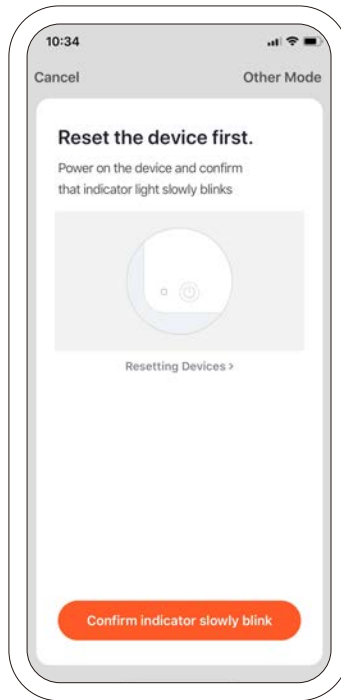 10:34
Cancel
Other Mode
Reset the device first.
Power on the device and confirm
that indicator light slowly blinks
Resetting Devices >
Confirm indicator slowly blink